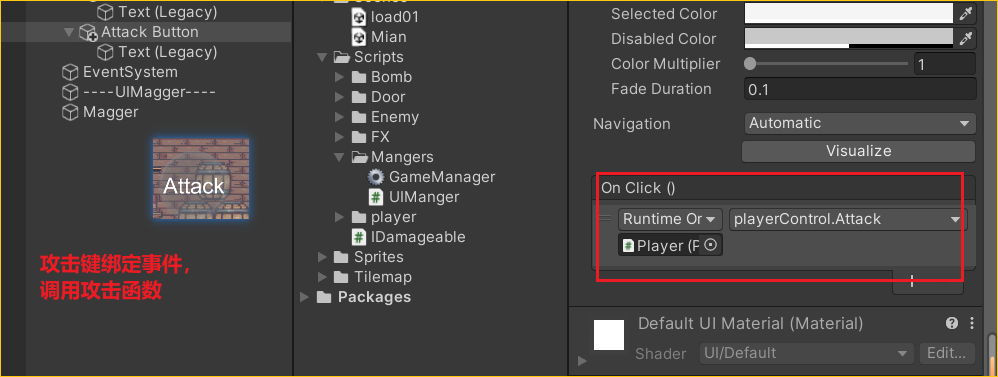 Text (Legacy)
Attack Button
Text (Legacy)
EventSystem
----UIMagger----
Magger
Attack
攻击键绑定事件，
调用攻击函数
load01
Mian
Scripts
Bomb
Door
Enemy
FX
Mangers
GameManager
UIManger
player
IDamageable
Sprites
Tilemap
Packages
Selected Color
Disabled Color
Color Multiplier
1
Fade Duration
0.1
Navigation
Automatic
Visualize
On Click ()
Runtime Or
playerControl.Attack
Player (P
Default UI Material (Material)
Shader
UI/Default
Edit...